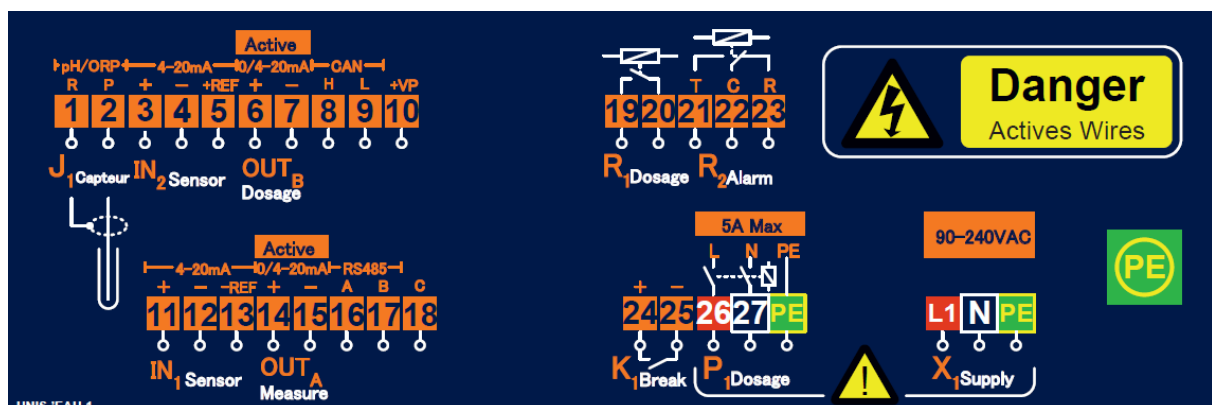 Active
pH/ORP 4-20mA 0/4-20mA CAN
R P + - +REF + - H L +VP
1 2 3 4 5 6 7 8 9 10
J1 Capteur IN2 Sensor OUTB Dosage
T C R
19 20 21 22 23
R1 Dosage R2 Alarm
Danger
Actives Wires
Active
4-20mA 0/4-20mA RS485
+ - -REF + - A B C
11 12 13 14 15 16 17 18
IN1 Sensor OUTA Measure
5A Max
L N PE
+ -
24 25 26 27 PE
K1 Break P1 Dosage
!
90-240VAC
L1 N PE
X1 Supply
PE